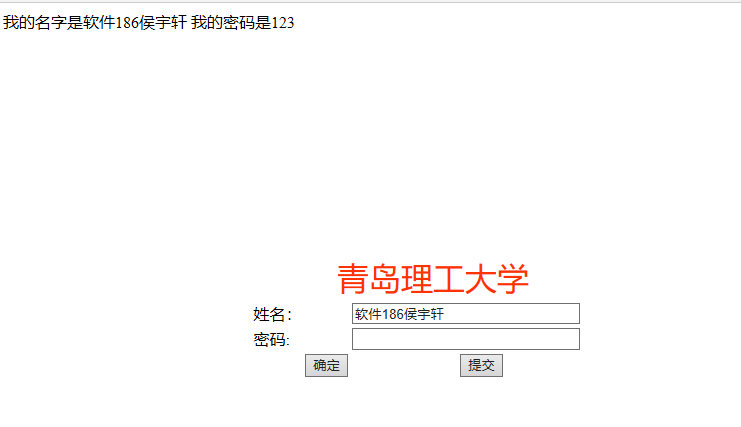 我的名字是软件186侯宇轩 我的密码是123
青岛理工大学
姓名： 软件186侯宇轩
密码:
确定 提交